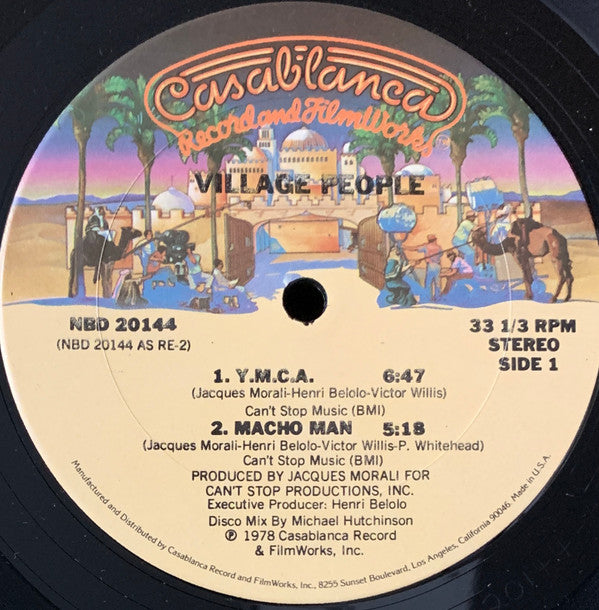 Casablanca
Record and FilmWorks
VILLAGE PEOPLE
NBD 20144
(NBD 20144 AS RE-2)
33 1/3 RPM
STEREO
SIDE 1
1. Y.M.C.A. 6:47
(Jacques Morali-Henri Belolo-Victor Willis)
Can't Stop Music (BMI)
2. MACHO MAN 5:18
(Jacques Morali-Henri Belolo-Victor Willis-P. Whitehead)
Can't Stop Music (BMI)
PRODUCED BY JACQUES MORALI FOR
CAN'T STOP PRODUCTIONS, INC.
Executive Producer: Henri Belolo
Disco Mix By Michael Hutchinson
℗ 1978 Casablanca Record
& FilmWorks, Inc.
Manufactured and Distributed by Casablanca Record and FilmWorks, Inc., 8255 Sunset Boulevard, Los Angeles, California 90046. Made in U.S.A.